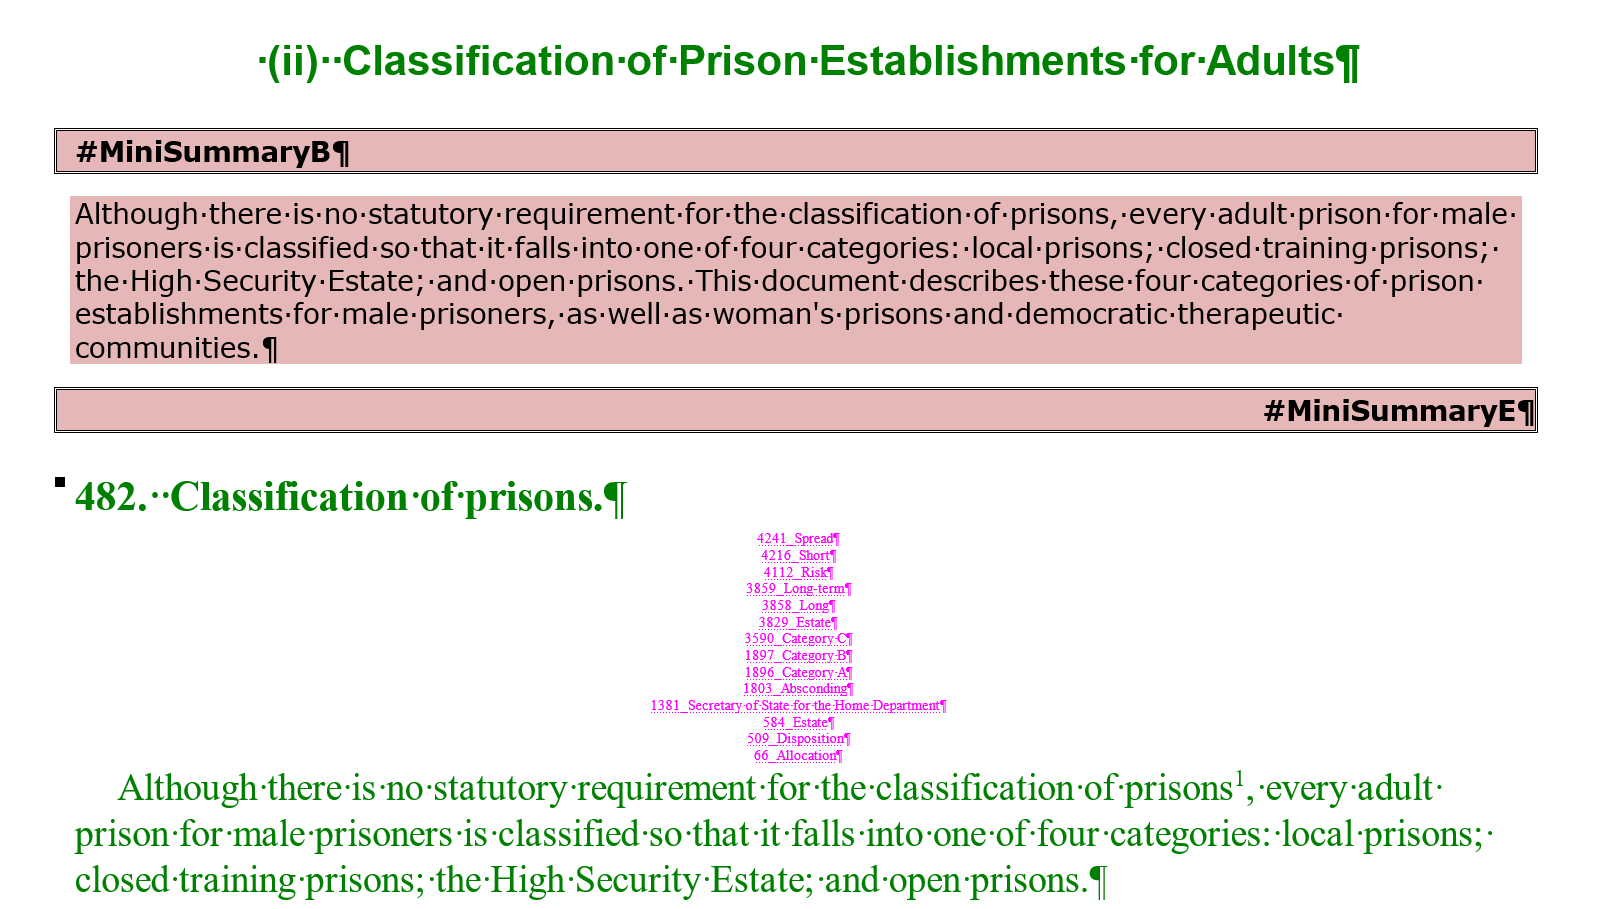 ·(ii)··Classification·of·Prison·Establishments·for·Adults¶
#MiniSummaryB¶
Although·there·is·no·statutory·requirement·for·the·classification·of·prisons,·every·adult·prison·for·male·
prisoners·is·classified·so·that·it·falls·into·one·of·four·categories:·local·prisons;·closed·training·prisons;·
the·High·Security·Estate;·and·open·prisons.·This·document·describes·these·four·categories·of·prison·
establishments·for·male·prisoners,·as·well·as·woman's·prisons·and·democratic·therapeutic·
communities.¶
#MiniSummaryE¶
482.··Classification·of·prisons.¶
4241_Spread¶
4216_Short¶
4112_Risk¶
3859_Long-term¶
3858_Long¶
3829_Estate¶
3590_Category·C¶
1897_Category·B¶
1896_Category·A¶
1803_Absconding¶
1381_Secretary·of·State·for·the·Home·Department¶
584_Estate¶
509_Disposition¶
66_Allocation¶
Although·there·is·no·statutory·requirement·for·the·classification·of·prisons1,·every·adult·
prison·for·male·prisoners·is·classified·so·that·it·falls·into·one·of·four·categories:·local·prisons;·
closed·training·prisons;·the·High·Security·Estate;·and·open·prisons.¶